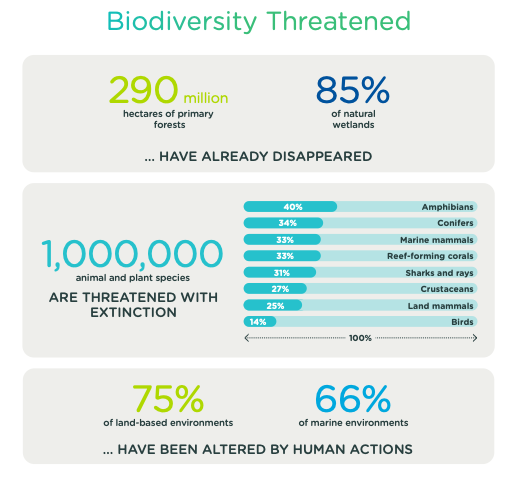 Biodiversity Threatened
290 million
hectares of primary
forests
85%
of natural
wetlands
... HAVE ALREADY DISAPPEARED
1,000,000
animal and plant species
ARE THREATENED WITH
EXTINCTION
40% Amphibians
34% Conifers
33% Marine mammals
33% Reef-forming corals
31% Sharks and rays
27% Crustaceans
25% Land mammals
14% Birds
100%
75%
of land-based environments
66%
of marine environments
... HAVE BEEN ALTERED BY HUMAN ACTIONS